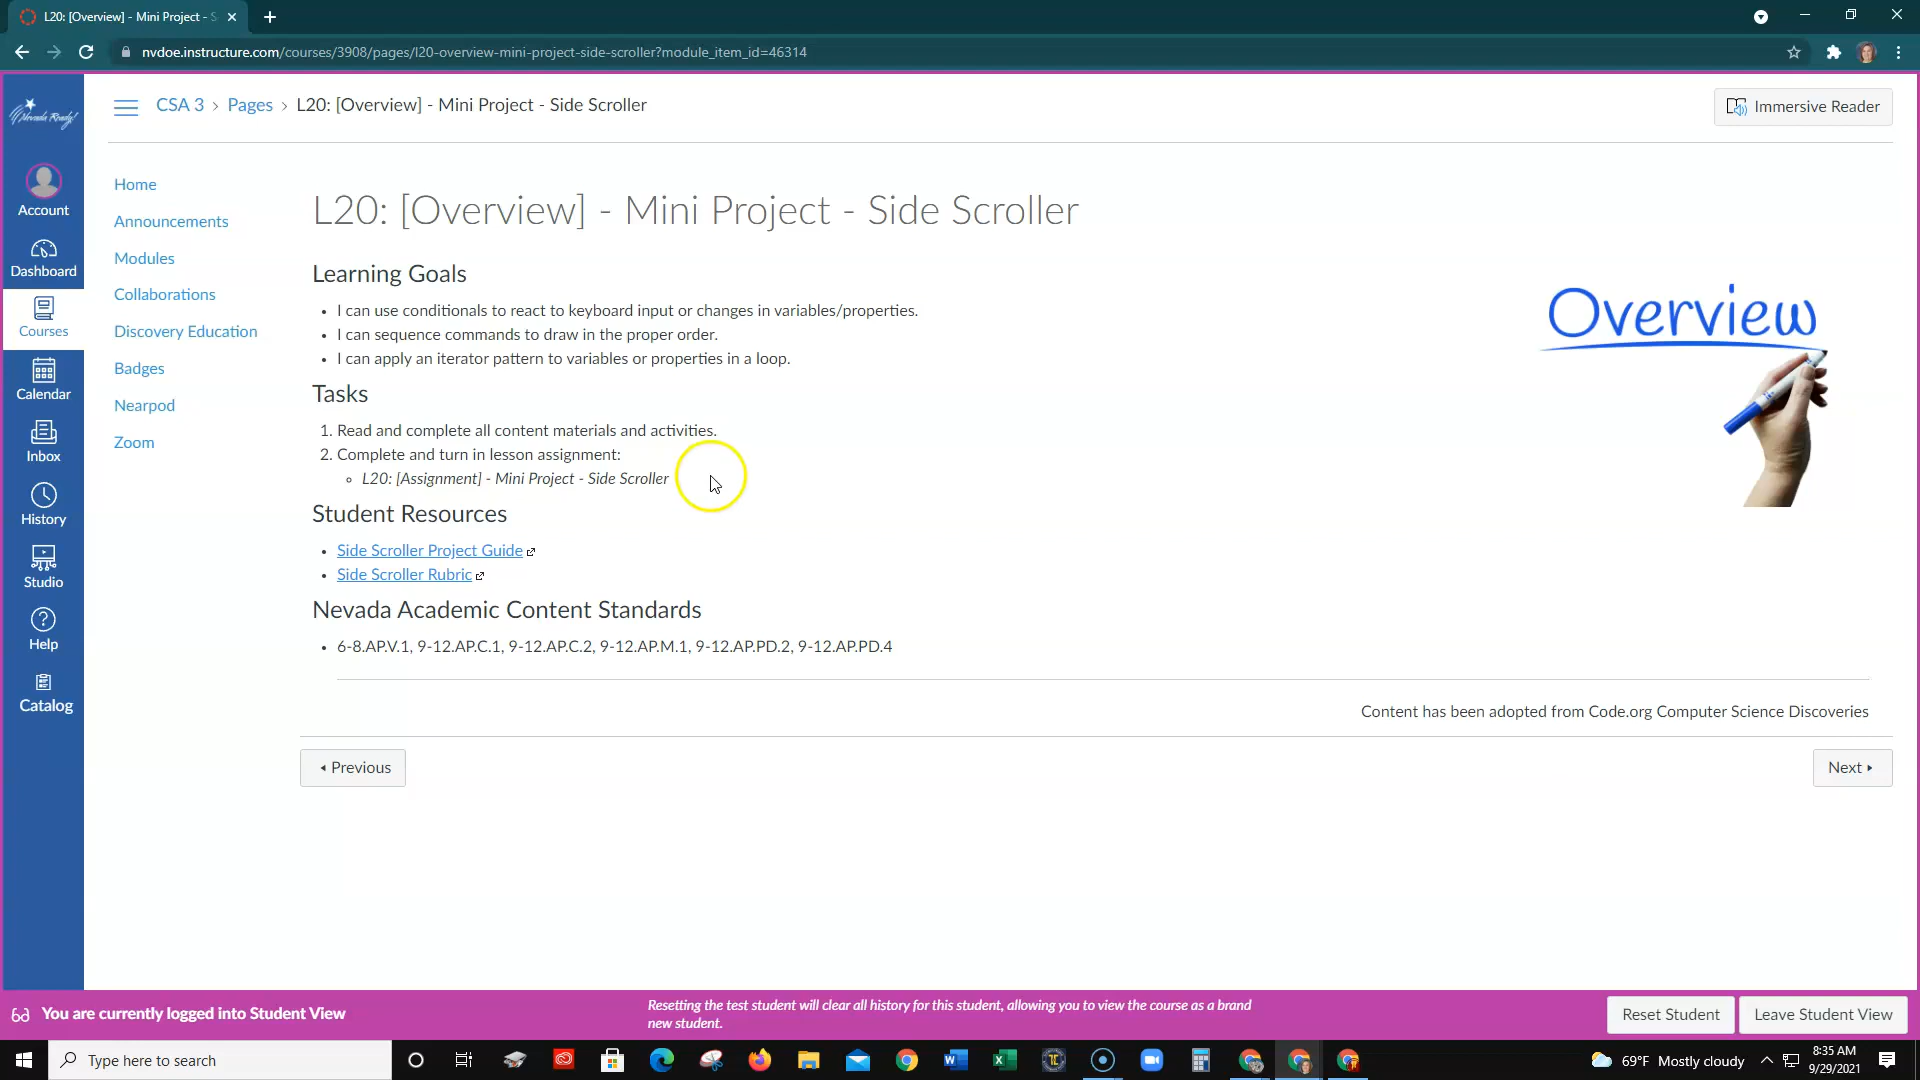 L20: [Overview] - Mini Project - S
nvdoe.instructure.com/courses/3908/pages/l20-overview-mini-project-side-scroller?module_item_id=46314
Nevada Ready!
CSA 3 › Pages › L20: [Overview] - Mini Project - Side Scroller
Immersive Reader
Account
Dashboard
Courses
Calendar
Inbox
History
Studio
Help
Catalog
Home
Announcements
Modules
Collaborations
Discovery Education
Badges
Nearpod
Zoom
L20: [Overview] - Mini Project - Side Scroller
Learning Goals
• I can use conditionals to react to keyboard input or changes in variables/properties.
• I can sequence commands to draw in the proper order.
• I can apply an iterator pattern to variables or properties in a loop.
Overview
Tasks
1. Read and complete all content materials and activities.
2. Complete and turn in lesson assignment:
◦ L20: [Assignment] - Mini Project - Side Scroller
Student Resources
• Side Scroller Project Guide
• Side Scroller Rubric
Nevada Academic Content Standards
• 6-8.AP.V.1, 9-12.AP.C.1, 9-12.AP.C.2, 9-12.AP.M.1, 9-12.AP.PD.2, 9-12.AP.PD.4
Content has been adopted from Code.org Computer Science Discoveries
Previous
Next
You are currently logged into Student View
Resetting the test student will clear all history for this student, allowing you to view the course as a brand
new student.
Reset Student
Leave Student View
Type here to search
69°F Mostly cloudy
8:35 AM
9/29/2021